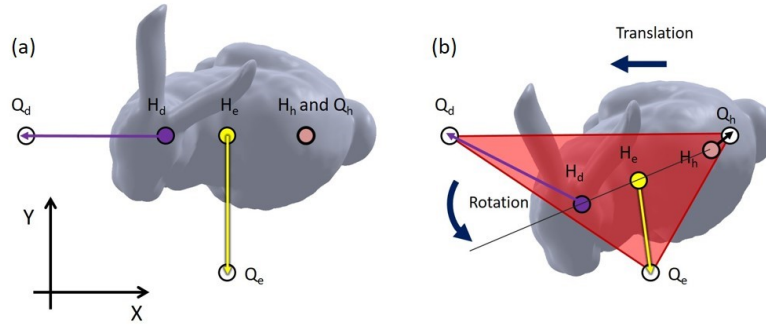 (a)
Q_d
H_d
H_e
H_h and Q_h
Y
X
Q_e
(b)
Translation
Q_d
Q_h
H_e
H_h
H_d
Rotation
Q_e